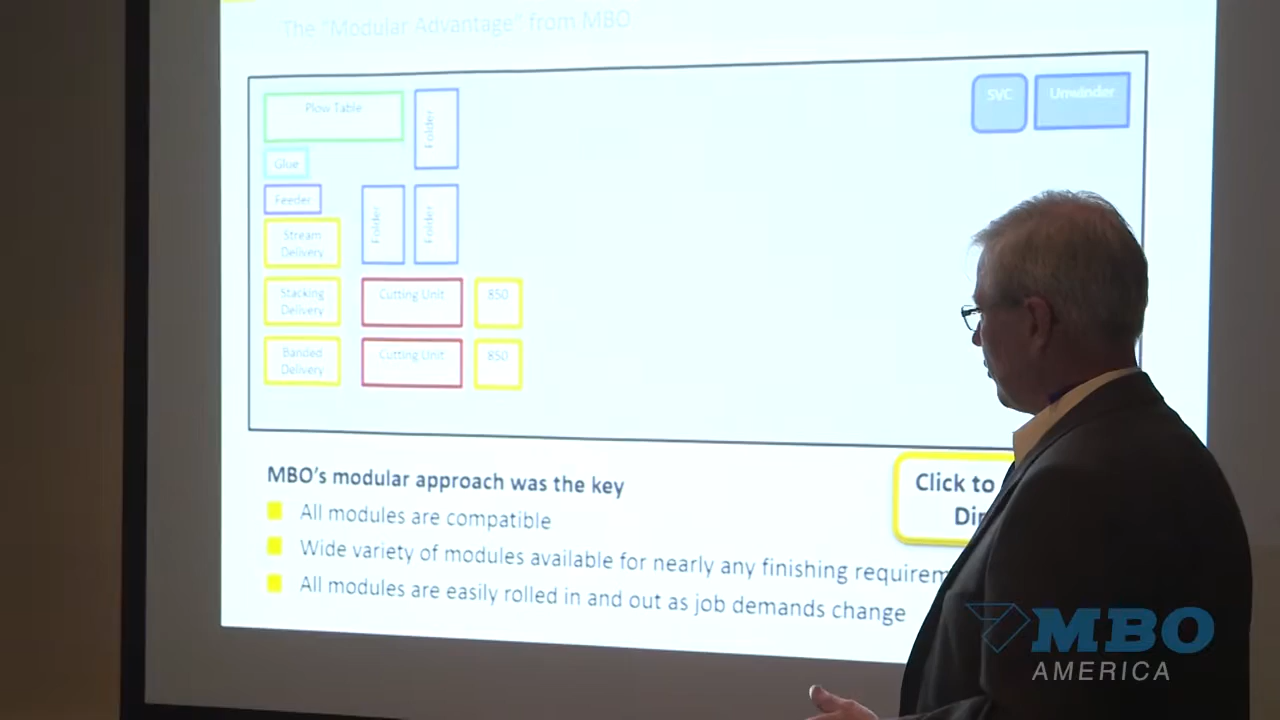 The "Modular Advantage" from MBO
Plow Table
Folder
SVC
Unwinder
Glue
Feeder
Folder
Folder
Stream
Delivery
Stacking
Delivery
Cutting Unit
850
Banded
Delivery
Cutting Unit
850
MBO's modular approach was the key
Click to
All modules are compatible
Wide variety of modules available for nearly any finishing
All modules are easily rolled in and out as job demands change
MBO
AMERICA